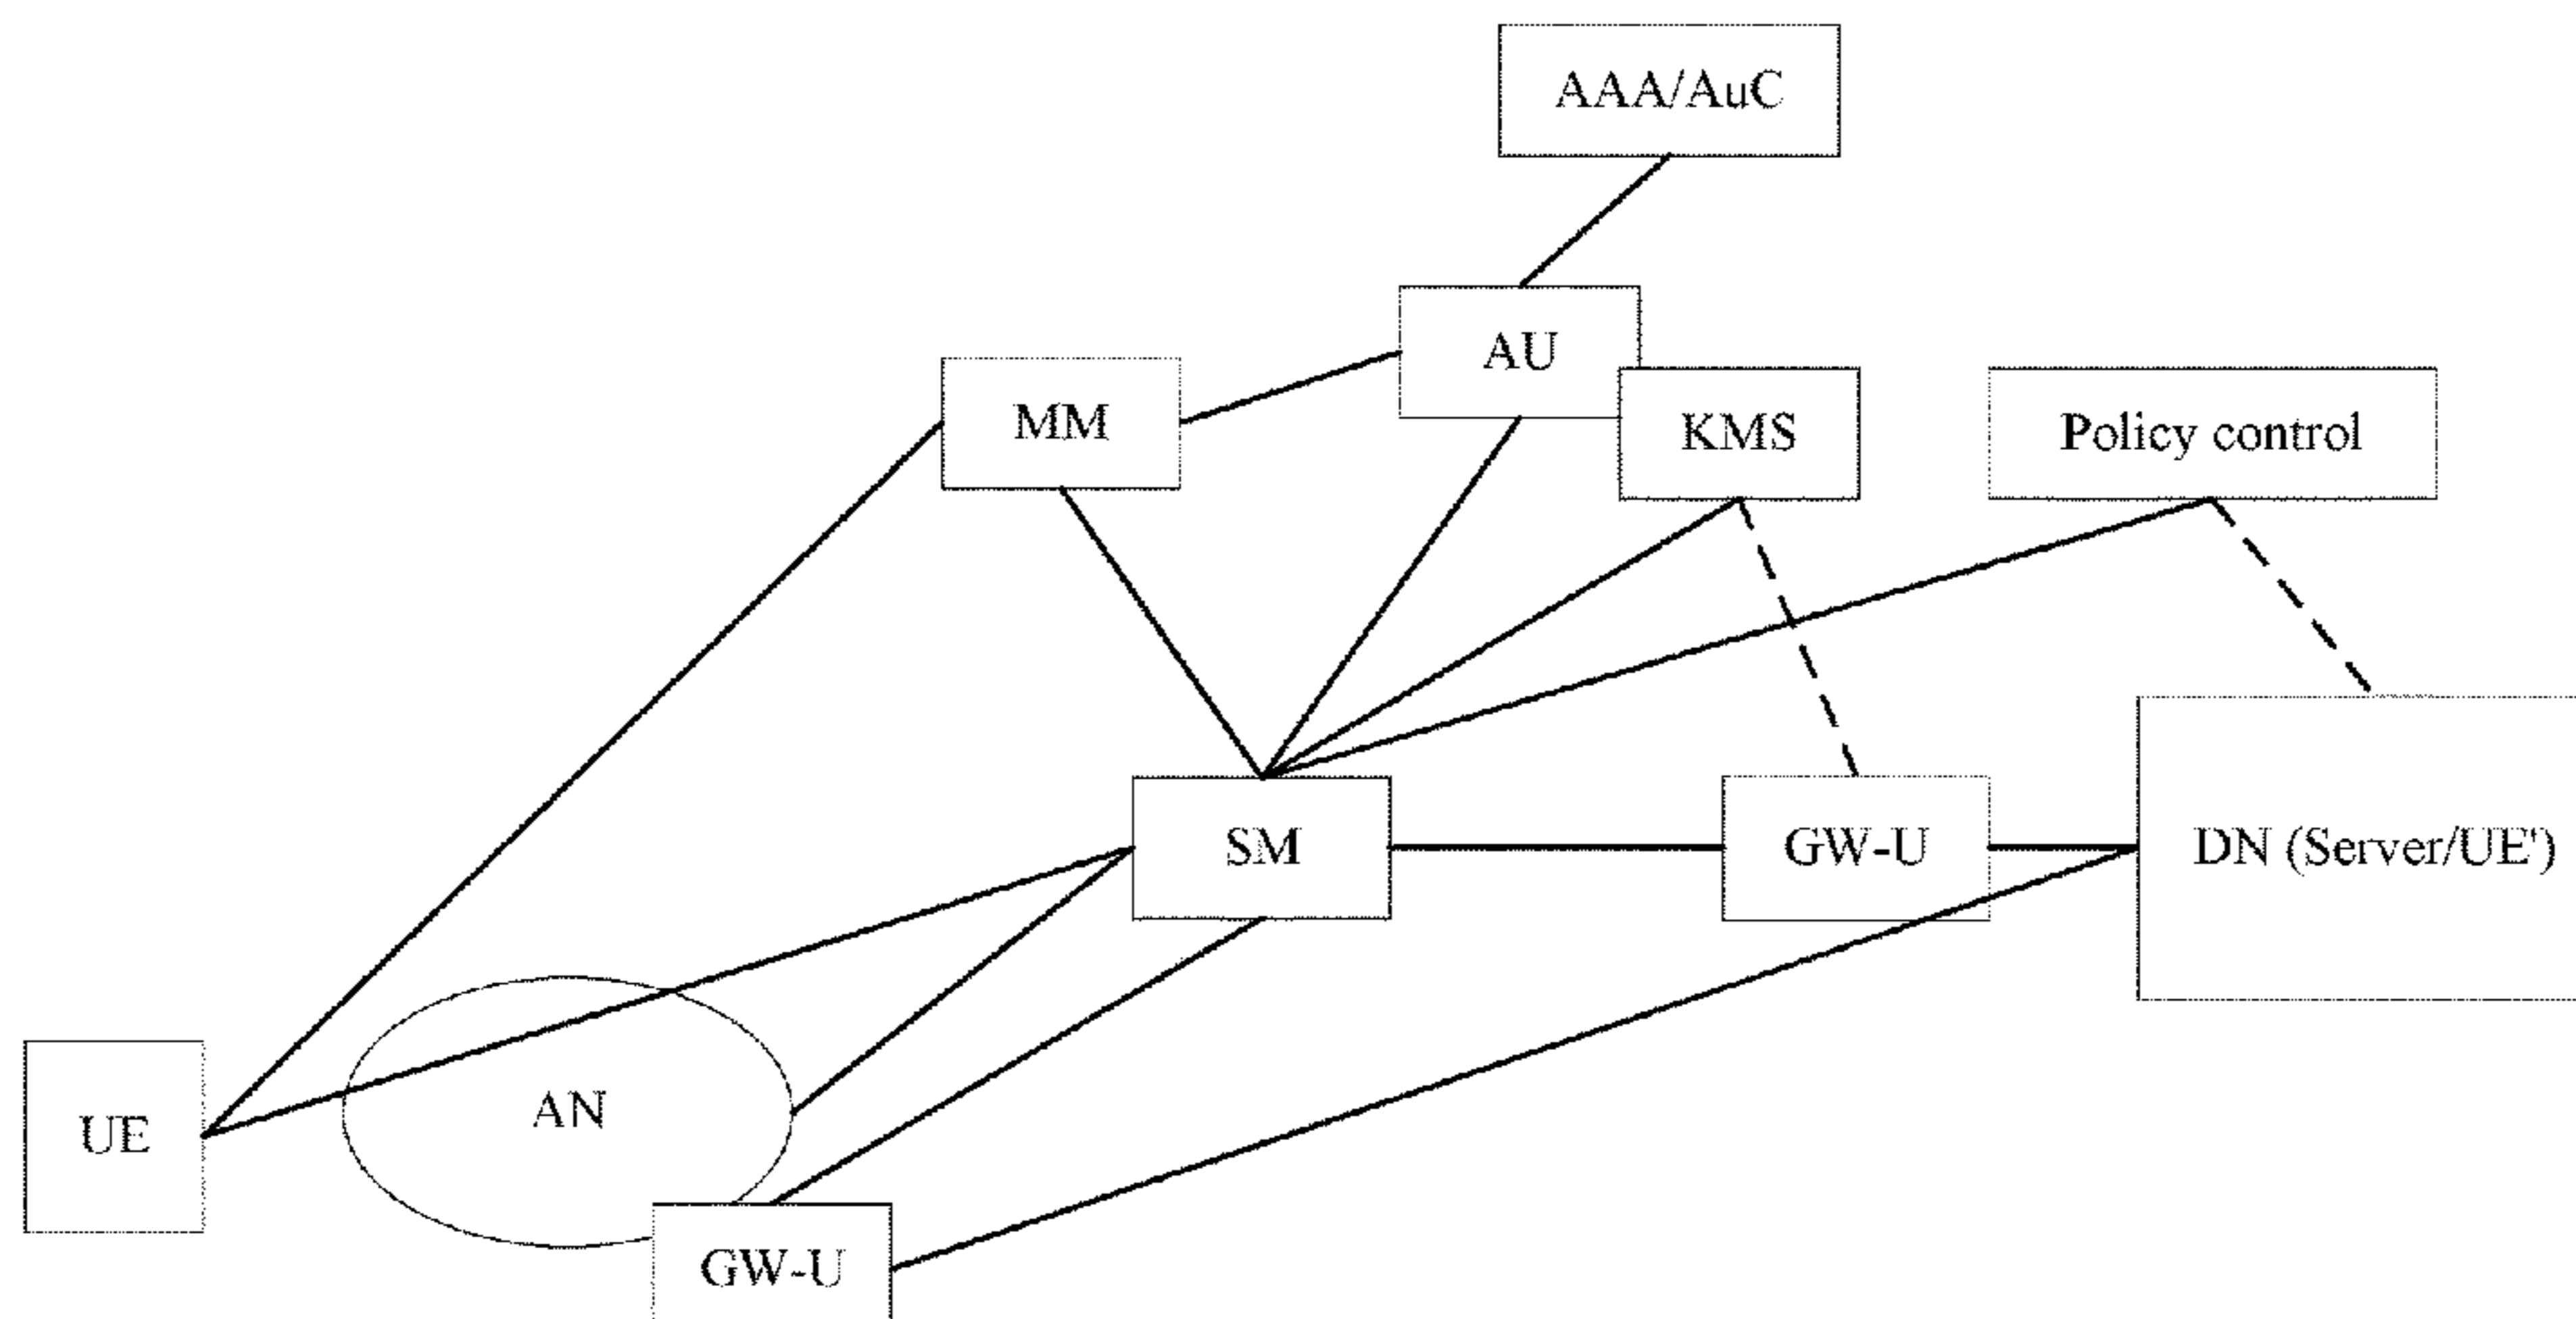 AAA/AuC
AU
MM
KMS
Policy control
SM
GW-U
DN (Server/UE')
UE
AN
GW-U